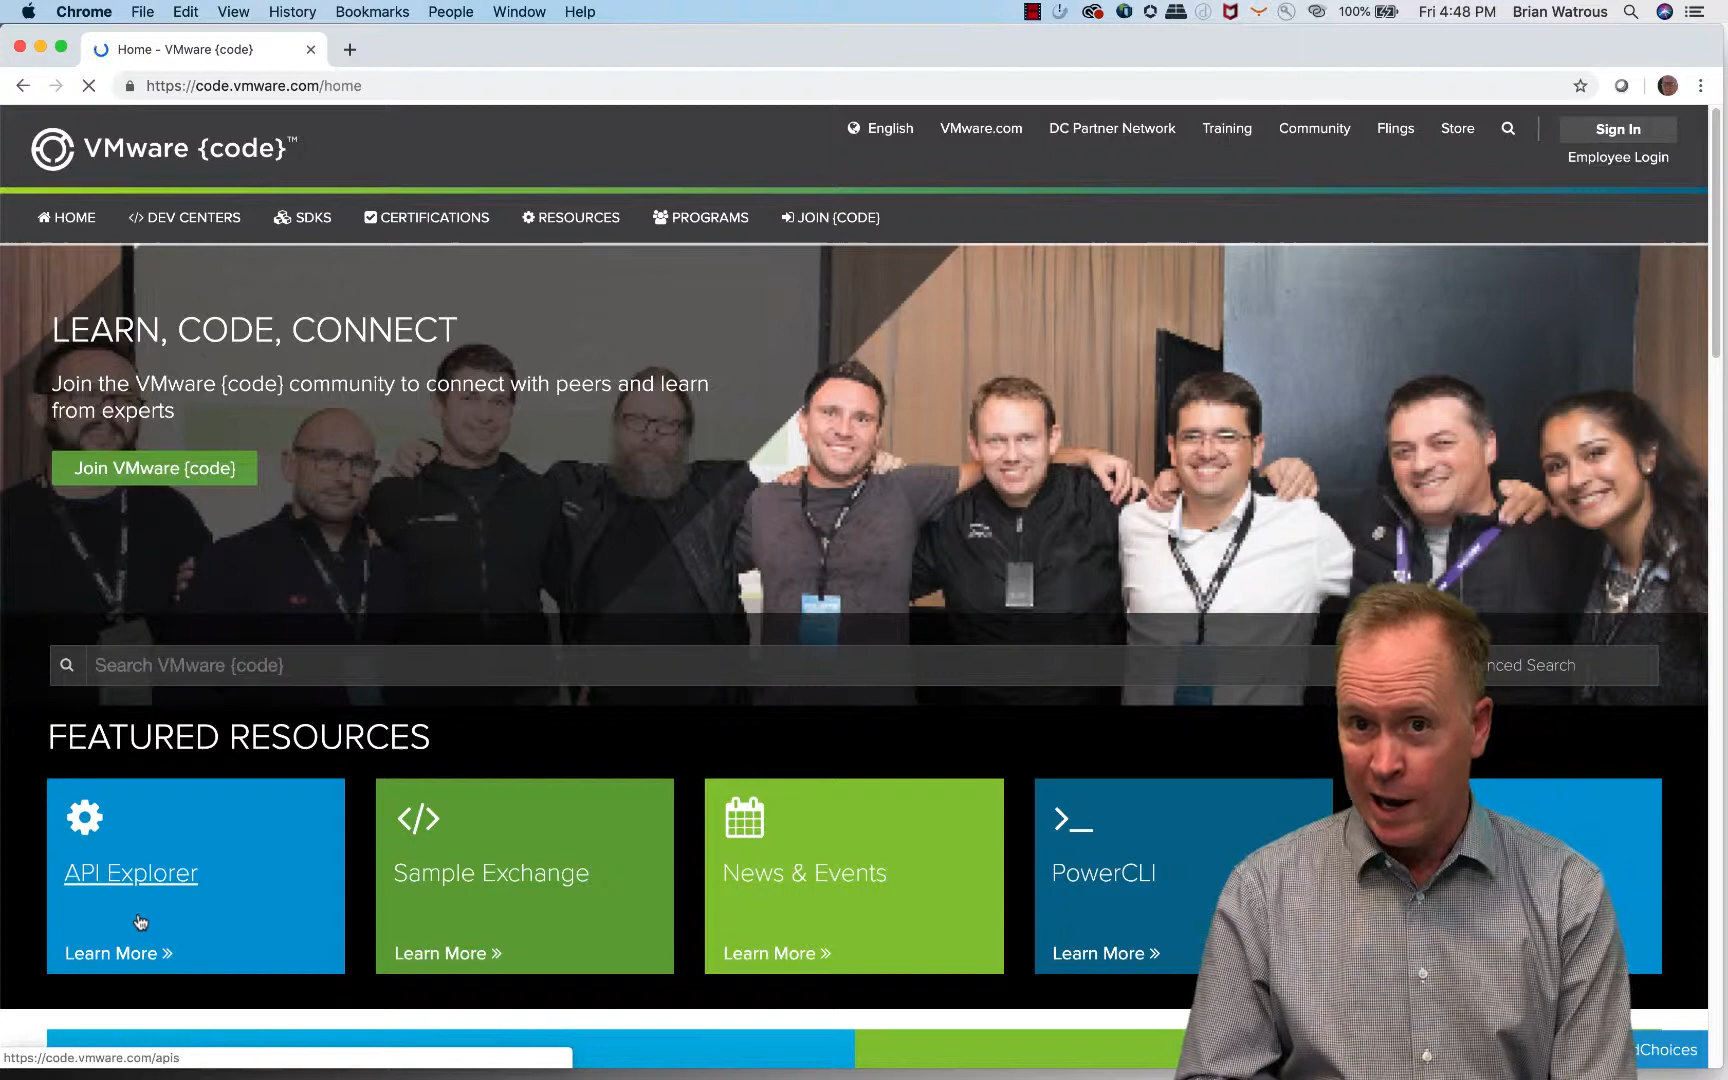 Chrome File Edit View History Bookmarks People Window Help 100% Fri 4:48 PM Brian Watrous
Home - VMware {code}
https://code.vmware.com/home
VMware {code}™ English VMware.com DC Partner Network Training Community Flings Store Sign In
Employee Login
HOME </> DEV CENTERS SDKS CERTIFICATIONS RESOURCES PROGRAMS JOIN {CODE}
LEARN, CODE, CONNECT
Join the VMware {code} community to connect with peers and learn
from experts
Join VMware {code}
Search VMware {code} nced Search
FEATURED RESOURCES
API Explorer Sample Exchange News & Events PowerCLI
Learn More » Learn More » Learn More » Learn More »
https://code.vmware.com/apis
dChoices